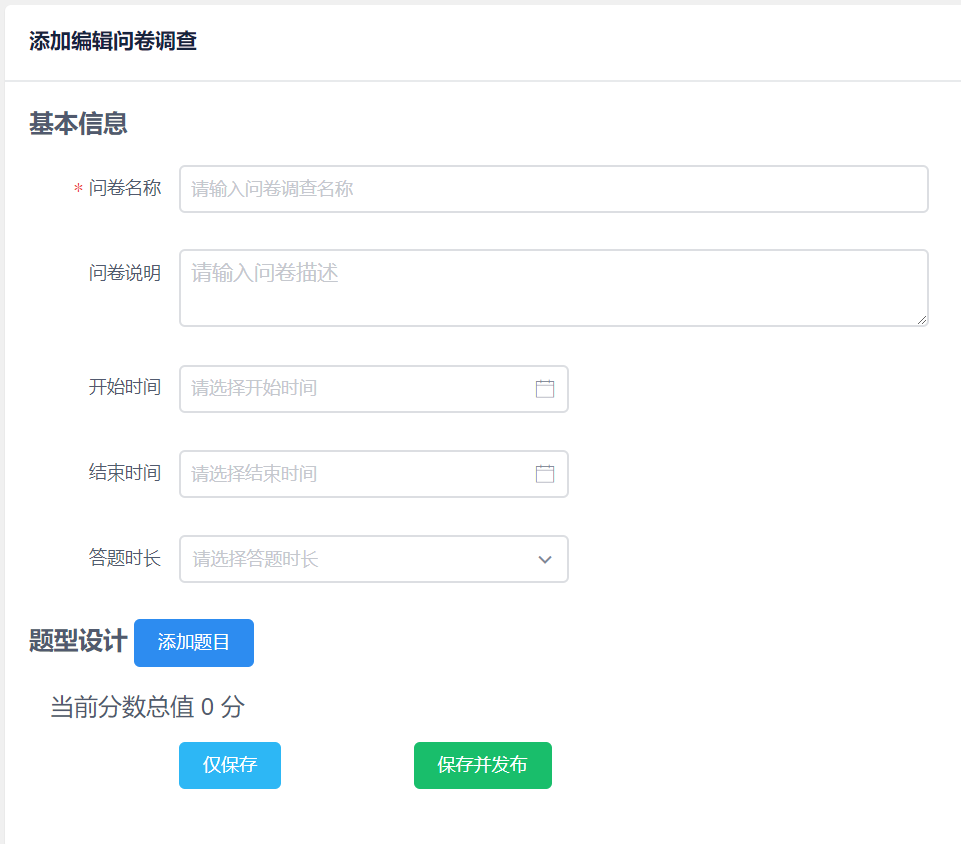 添加编辑问卷调查
基本信息
* 问卷名称 请输入问卷调查名称
问卷说明 请输入问卷描述
开始时间 请选择开始时间
结束时间 请选择结束时间
答题时长 请选择答题时长
题型设计 添加题目
当前分数总值 0 分
仅保存 保存并发布